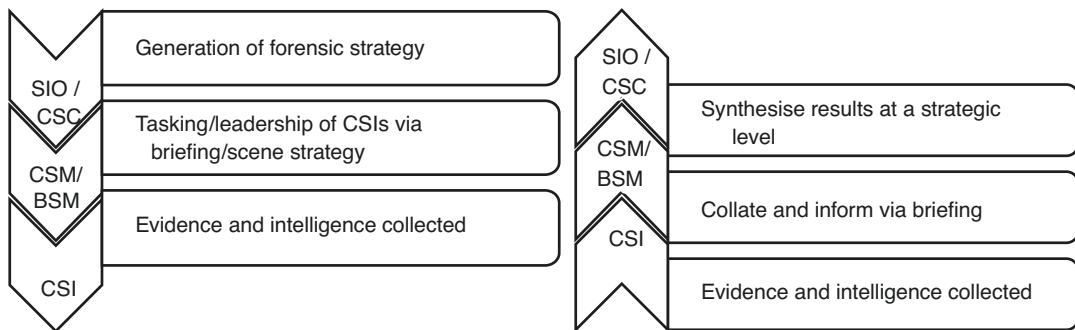 SIO /
CSC
Generation of forensic strategy
CSM/
BSM
Tasking/leadership of CSIs via
briefing/scene strategy
CSI
Evidence and intelligence collected
SIO /
CSC
Synthesise results at a strategic
level
CSM/
BSM
Collate and inform via briefing
CSI
Evidence and intelligence collected